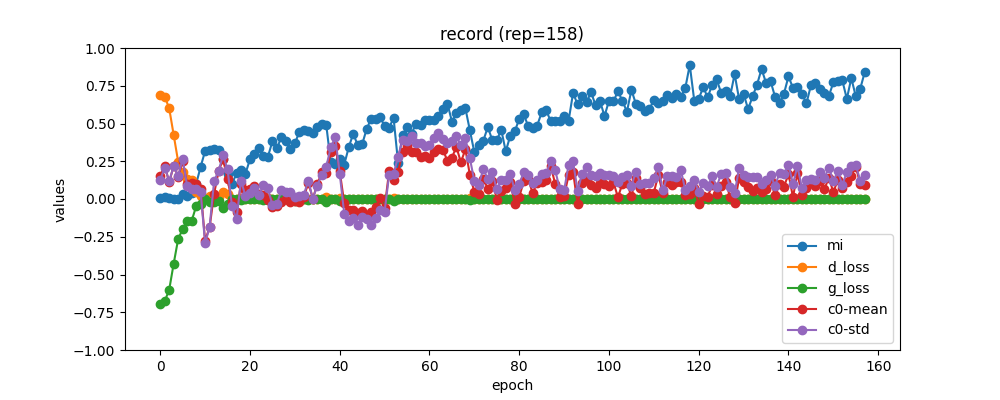 record (rep=158)
1.00
0.75
0.50
0.25
0.00
−0.25
−0.50
−0.75
−1.00
values
0 20 40 60 80 100 120 140 160
epoch
mi
d_loss
g_loss
c0-mean
c0-std